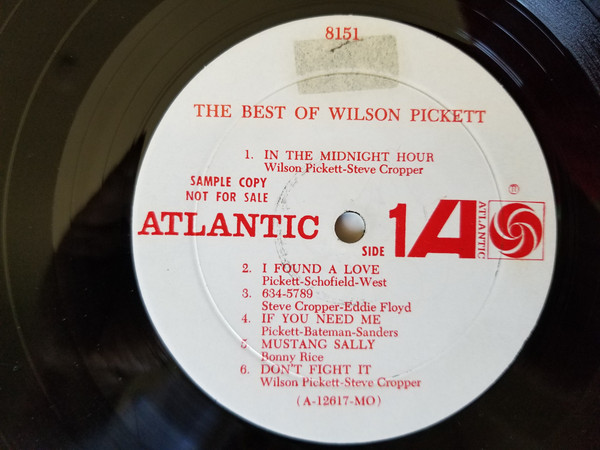 8151
THE BEST OF WILSON PICKETT
1. IN THE MIDNIGHT HOUR
Wilson Pickett-Steve Cropper
SAMPLE COPY
NOT FOR SALE
ATLANTIC
SIDE 1
A ATLANTIC ®
2. I FOUND A LOVE
Pickett-Schofield-West
3. 634-5789
Steve Cropper-Eddie Floyd
4. IF YOU NEED ME
Pickett-Bateman-Sanders
5 MUSTANG SALLY
Bonny Rice
6. DON'T FIGHT IT
Wilson Pickett-Steve Cropper
(A-12617-MO)